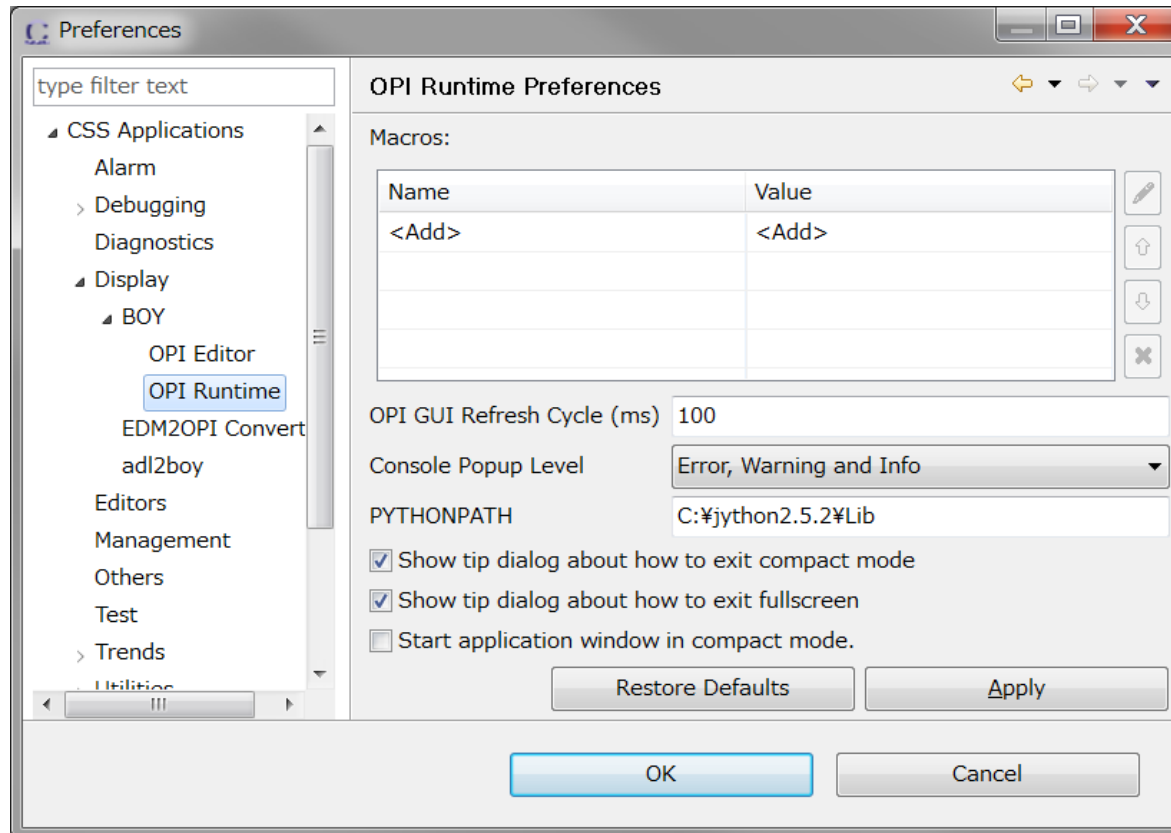 Preferences
type filter text
CSS Applications
Alarm
Debugging
Diagnostics
Display
BOY
OPI Editor
OPI Runtime
EDM2OPI Convert
adl2boy
Editors
Management
Others
Test
Trends
Utilities
OPI Runtime Preferences
Macros:
Name Value
<Add> <Add>
OPI GUI Refresh Cycle (ms) 100
Console Popup Level Error, Warning and Info
PYTHONPATH C:¥jython2.5.2¥Lib
Show tip dialog about how to exit compact mode
Show tip dialog about how to exit fullscreen
Start application window in compact mode.
Restore Defaults Apply
OK Cancel